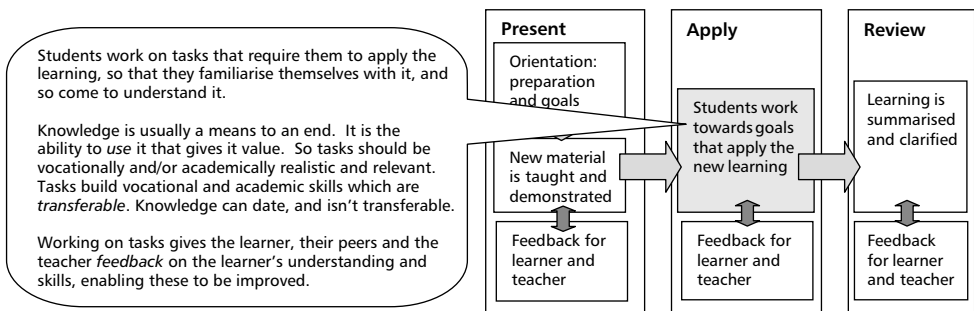 Students work on tasks that require them to apply the
learning, so that they familiarise themselves with it, and
so come to understand it.
Knowledge is usually a means to an end. It is the
ability to use it that gives it value. So tasks should be
vocationally and/or academically realistic and relevant.
Tasks build vocational and academic skills which are
transferable. Knowledge can date, and isn't transferable.
Working on tasks gives the learner, their peers and the
teacher feedback on the learner's understanding and
skills, enabling these to be improved.
Present
Orientation:
preparation
and goals
New material
is taught and
demonstrated
Feedback for
learner and
teacher
Apply
Students work
towards goals
that apply the
new learning
Feedback for
learner and
teacher
Review
Learning is
summarised
and clarified
Feedback
for learner
and teacher